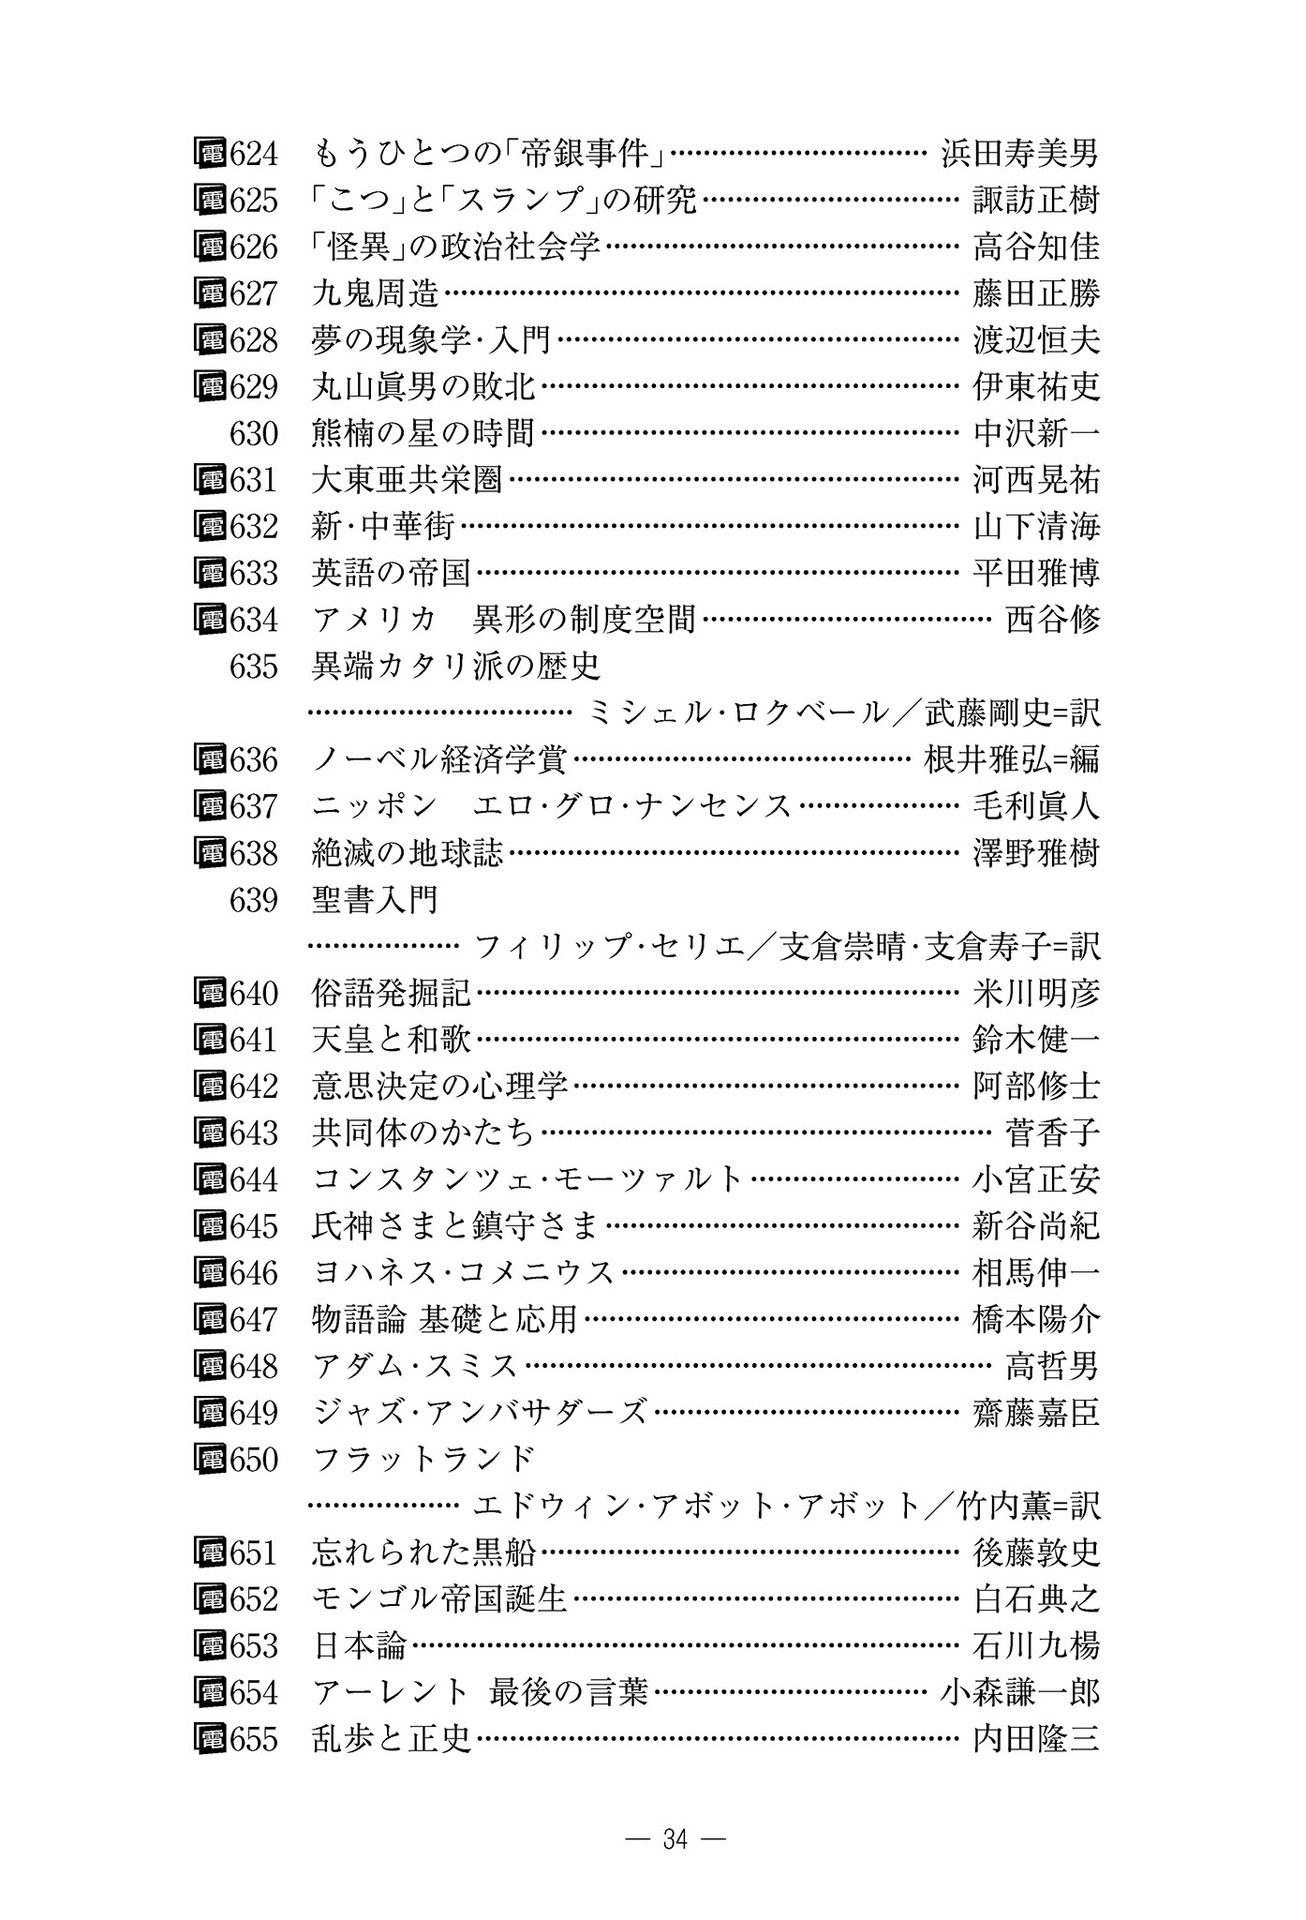 電624 もうひとつの「帝銀事件」……………………………浜田寿美男
電625 「こつ」と「スランプ」の研究……………………………諏訪正樹
電626 「怪異」の政治社会学……………………………………高谷知佳
電627 九鬼周造……………………………………………………藤田正勝
電628 夢の現象学・入門…………………………………………渡辺恒夫
電629 丸山眞男の敗北……………………………………………伊東祐吏
630 熊楠の星の時間……………………………………………中沢新一
電631 大東亜共栄圏………………………………………………河西晃祐
電632 新・中華街…………………………………………………山下清海
電633 英語の帝国…………………………………………………平田雅博
電634 アメリカ 異形の制度空間………………………………西谷修
635 異端カタリ派の歴史
……………………………ミシェル・ロクベール／武藤剛史=訳
電636 ノーベル経済学賞……………………………………根井雅弘=編
電637 ニッポン エロ・グロ・ナンセンス…………………毛利眞人
電638 絶滅の地球誌………………………………………………澤野雅樹
639 聖書入門
………………フィリップ・セリエ／支倉崇晴・支倉寿子=訳
電640 俗語発掘記…………………………………………………米川明彦
電641 天皇と和歌…………………………………………………鈴木健一
電642 意思決定の心理学…………………………………………阿部修士
電643 共同体のかたち………………………………………………菅香子
電644 コンスタンツェ・モーツァルト………………………小宮正安
電645 氏神さまと鎮守さま………………………………………新谷尚紀
電646 ヨハネス・コメニウス……………………………………相馬伸一
電647 物語論 基礎と応用…………………………………………橋本陽介
電648 アダム・スミス………………………………………………高哲男
電649 ジャズ・アンバサダーズ…………………………………齋藤嘉臣
電650 フラットランド
………………エドウィン・アボット・アボット／竹内薫=訳
電651 忘れられた黒船……………………………………………後藤敦史
電652 モンゴル帝国誕生…………………………………………白石典之
電653 日本論………………………………………………………石川九楊
電654 アーレント 最後の言葉……………………………小森謙一郎
電655 乱歩と正史…………………………………………………内田隆三
— 34 —